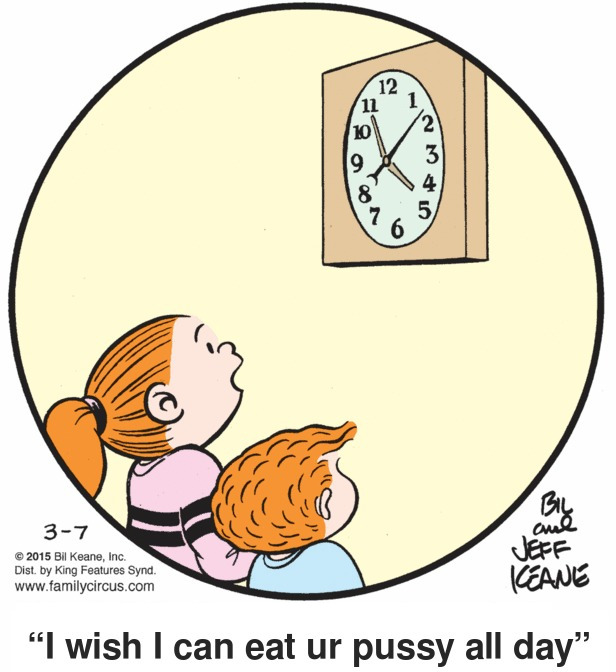 12
11 1
10 2
9 3
8 4
7 5
6
3-7
© 2015 Bil Keane, Inc.
Dist. by King Features Synd.
www.familycircus.com
BIL
and
JEFF
KEANE
“I wish I can eat ur pussy all day”